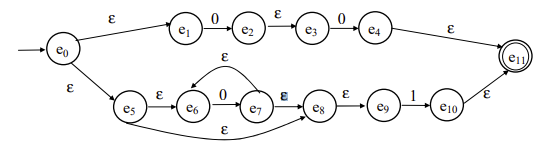 ε 0 ε 0 ε
e0 e1 e2 e3 e4 e11
ε ε
ε 0 ε ε 1 ε
e5 e6 e7 e8 e9 e10
ε